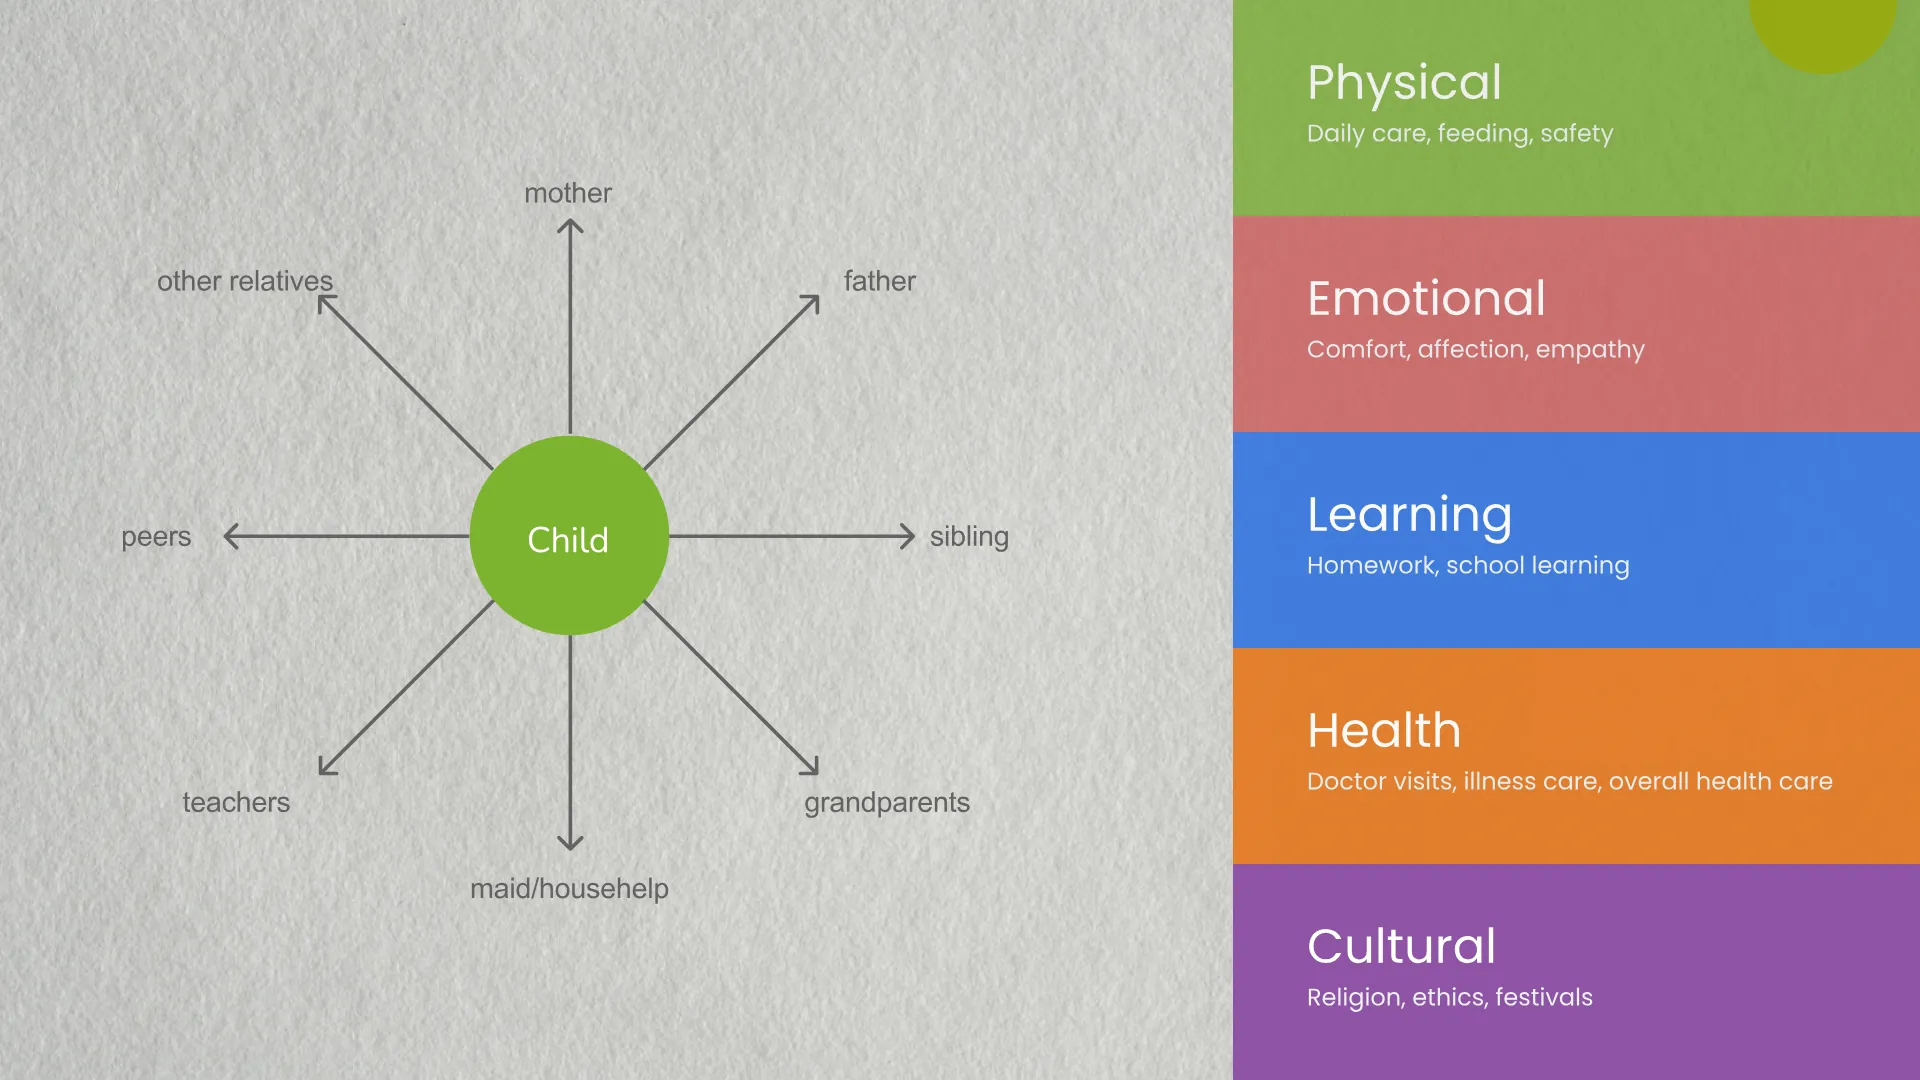 mother
other relatives
father
Child
peers
sibling
teachers
grandparents
maid/househelp
Physical
Daily care, feeding, safety
Emotional
Comfort, affection, empathy
Learning
Homework, school learning
Health
Doctor visits, illness care, overall health care
Cultural
Religion, ethics, festivals